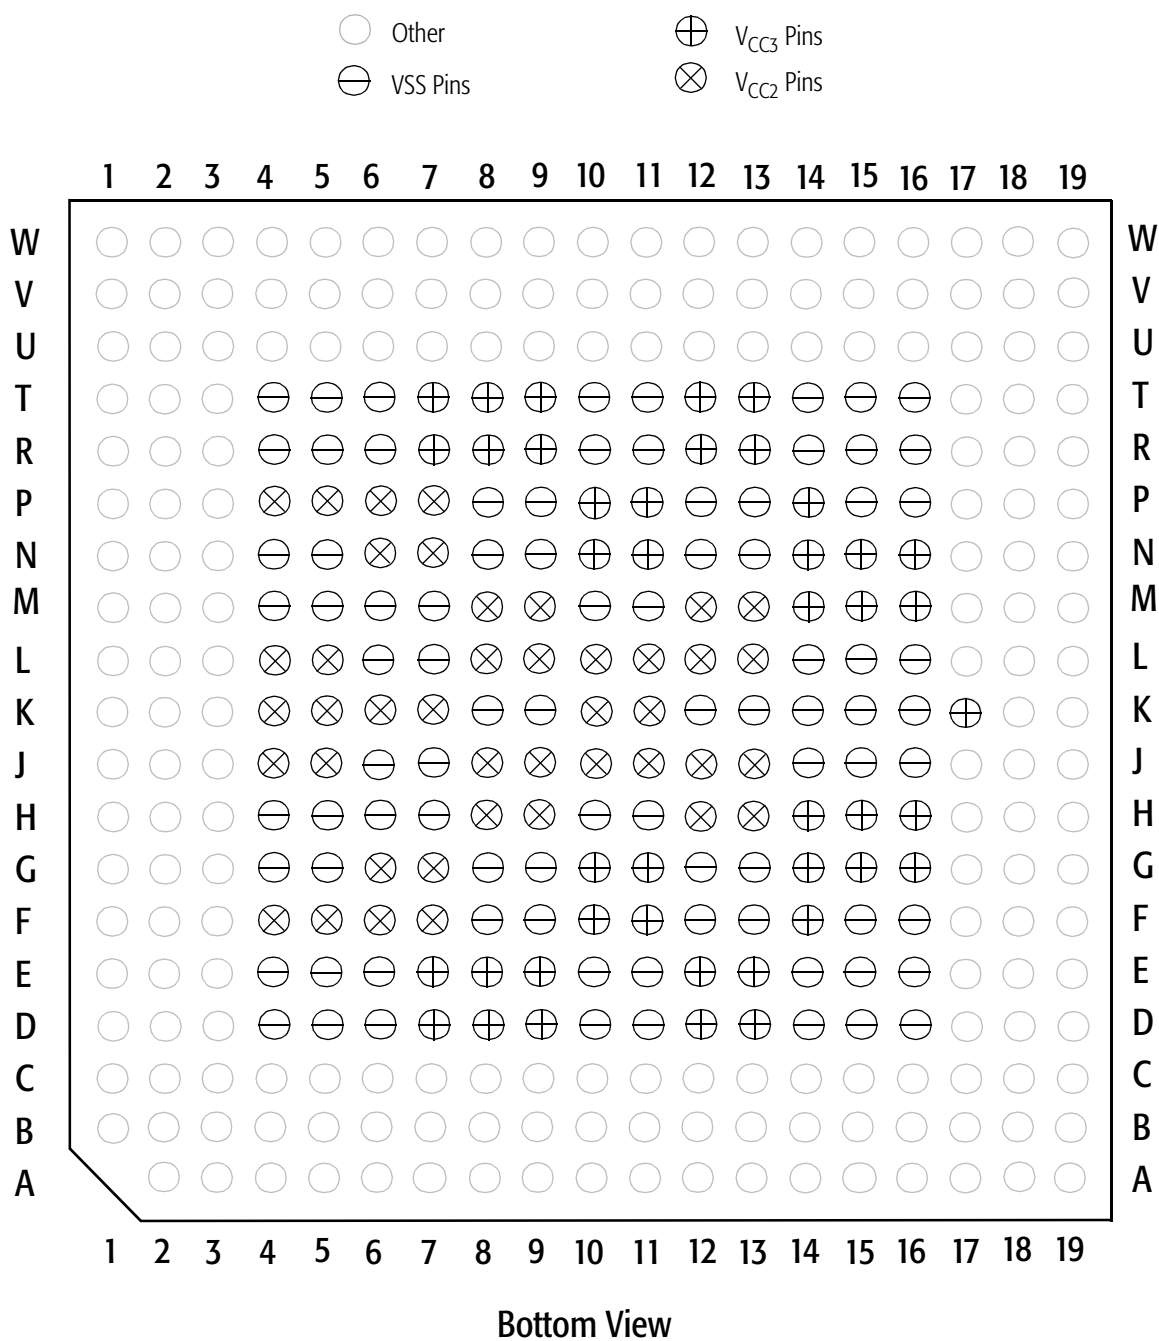 Other
V_CC3 Pins
VSS Pins
V_CC2 Pins
1 2 3 4 5 6 7 8 9 10 11 12 13 14 15 16 17 18 19
W W
V V
U U
T T
R R
P P
N N
M M
L L
K K
J J
H H
G G
F F
E E
D D
C C
B B
A A
1 2 3 4 5 6 7 8 9 10 11 12 13 14 15 16 17 18 19
Bottom View